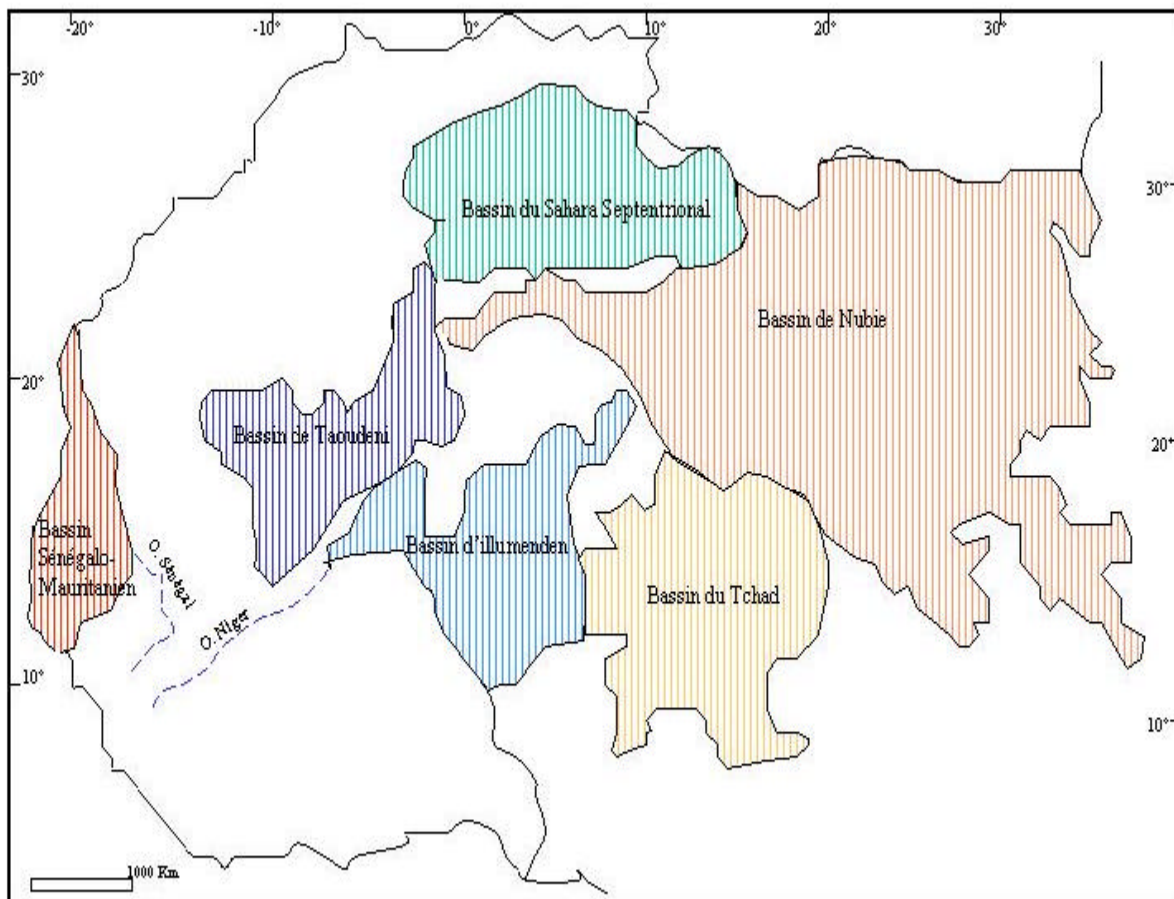 -20°
-10°
0°
10°
20°
30°
30°
30°
Bassin du Sahara Septentrional
Bassin de Nubie
20°
20°
Bassin de Taoudeni
Bassin
Sénégalo-
Mauritanien
O. Sénégal
O. Niger
Bassin d'illumenden
Bassin du Tchad
10°
10°
1000 Km